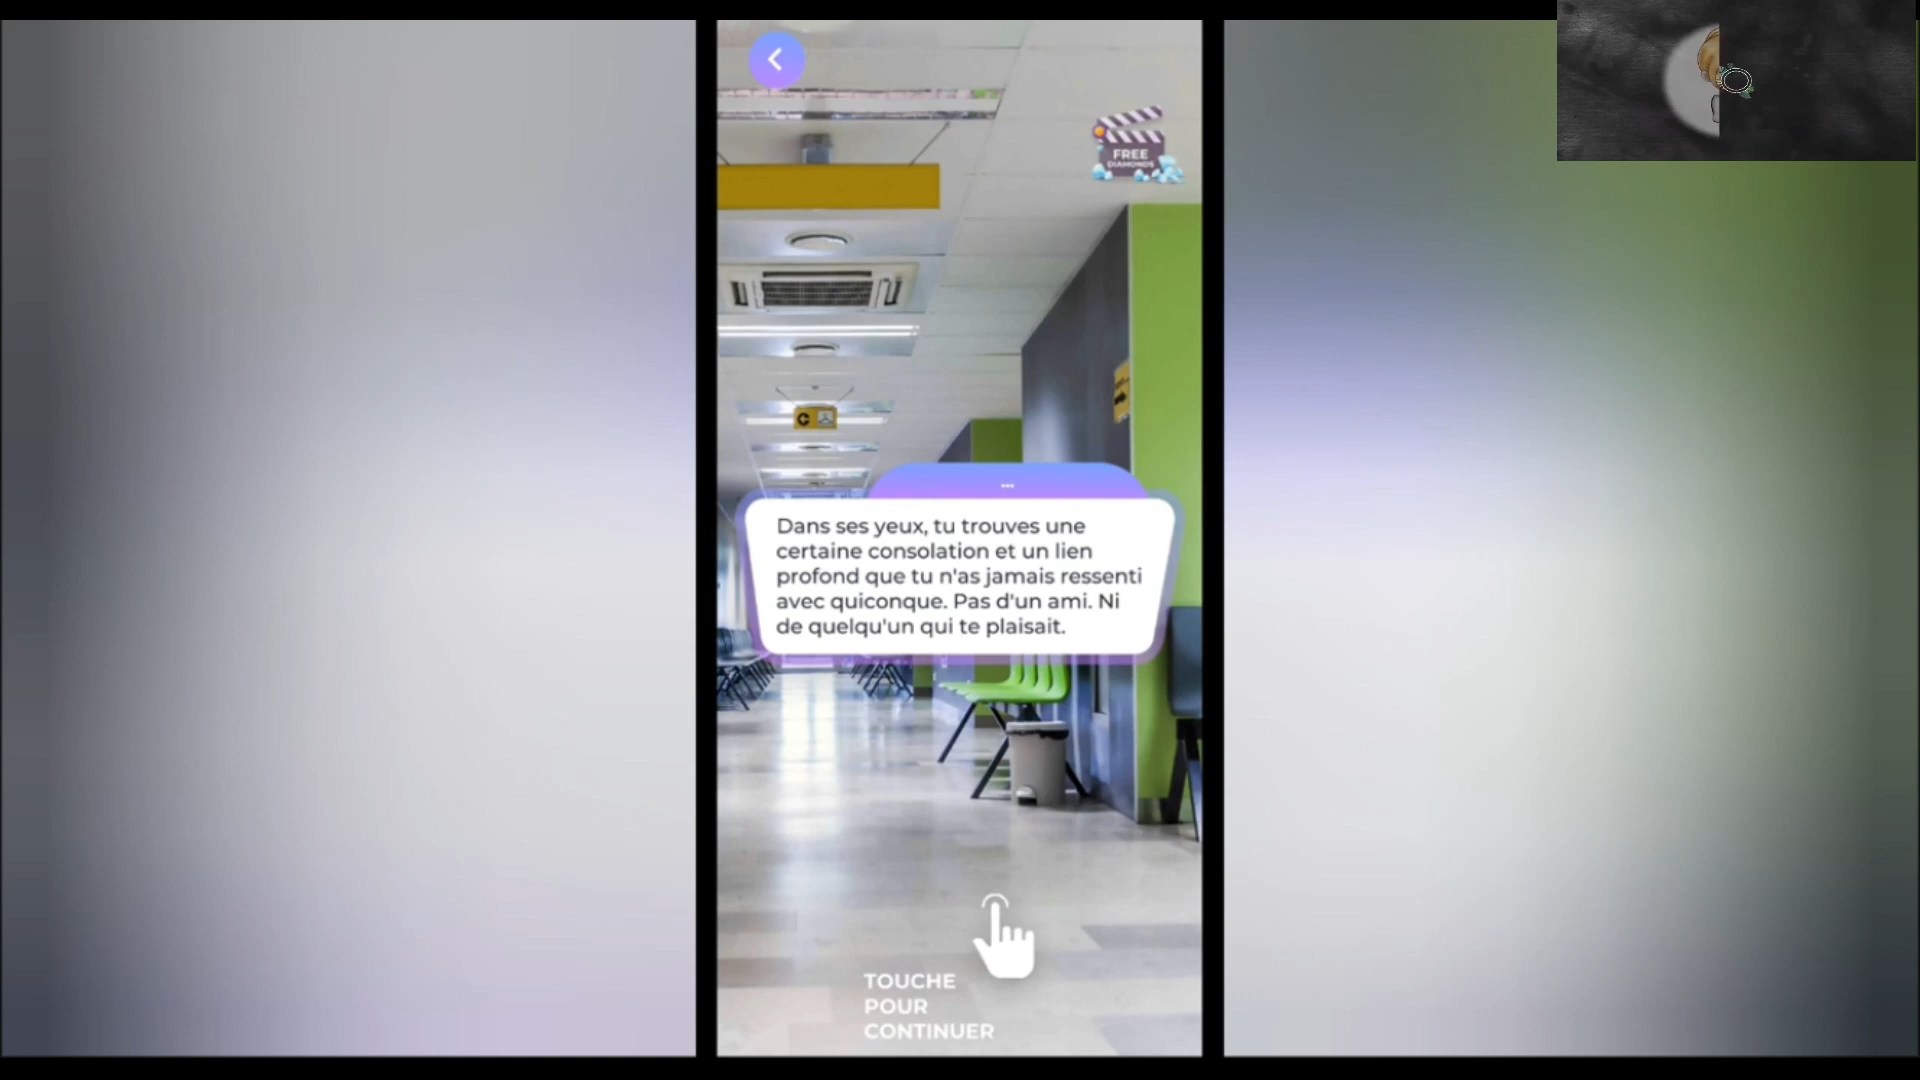 FREE
DIAMONDS
...
Dans ses yeux, tu trouves une
certaine consolation et un lien
profond que tu n'as jamais ressenti
avec quiconque. Pas d'un ami. Ni
de quelqu'un qui te plaisait.
TOUCHE
POUR
CONTINUER